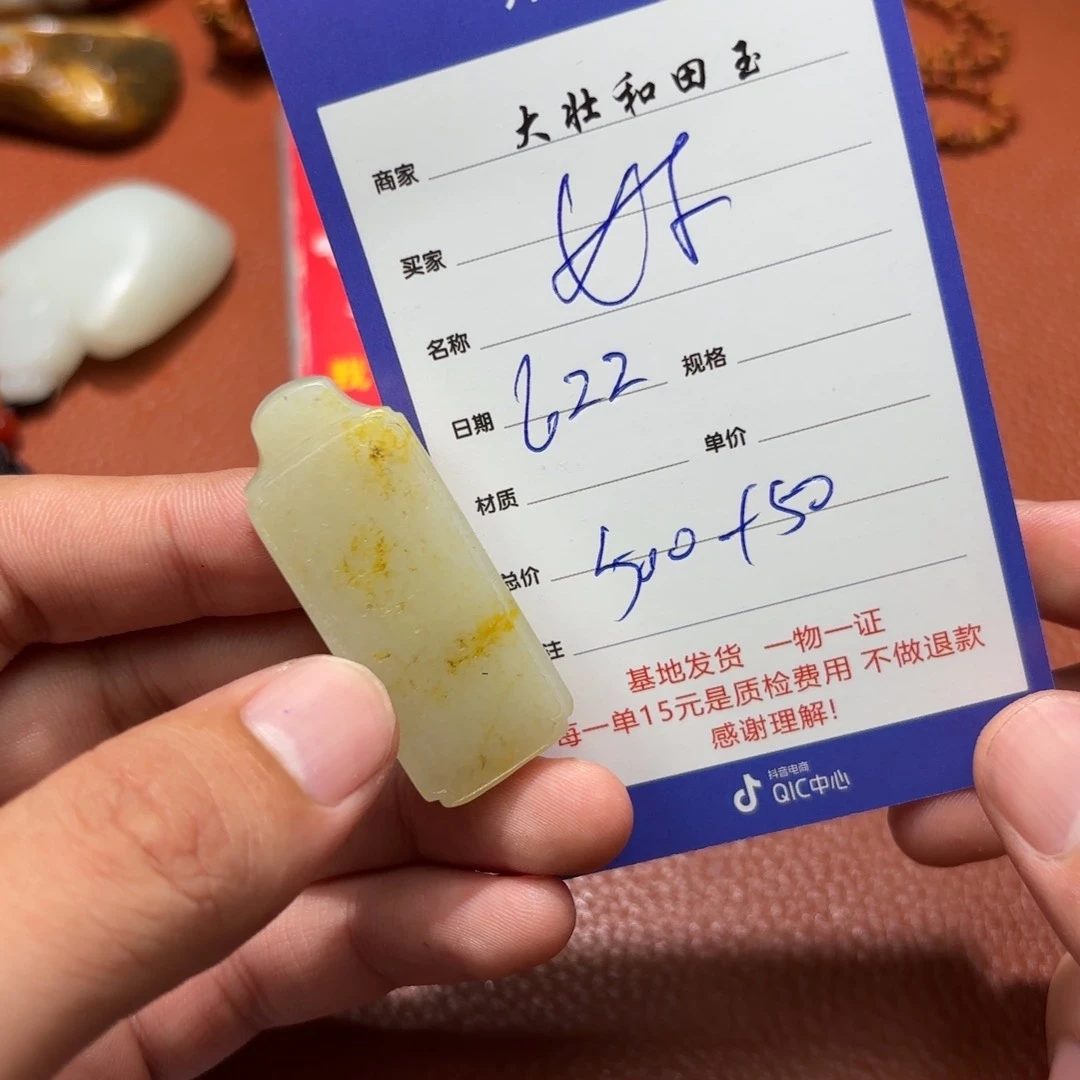 商家 大壮和田玉
买家
名称
日期 622 规格
材质 单价
总价 500+50
注
基地发货 一物一证
每一单15元是质检费用 不做退款
感谢理解!
抖音电商
QIC中心